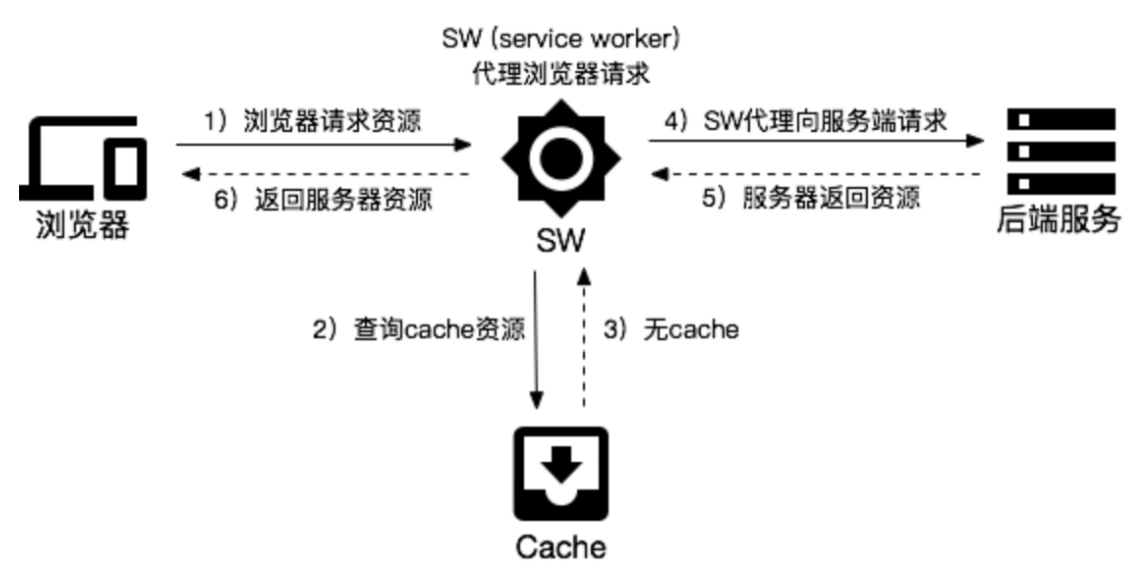 SW (service worker)
代理浏览器请求
1）浏览器请求资源
4）SW代理向服务端请求
6）返回服务器资源
5）服务器返回资源
浏览器
SW
后端服务
2）查询cache资源
3）无cache
Cache